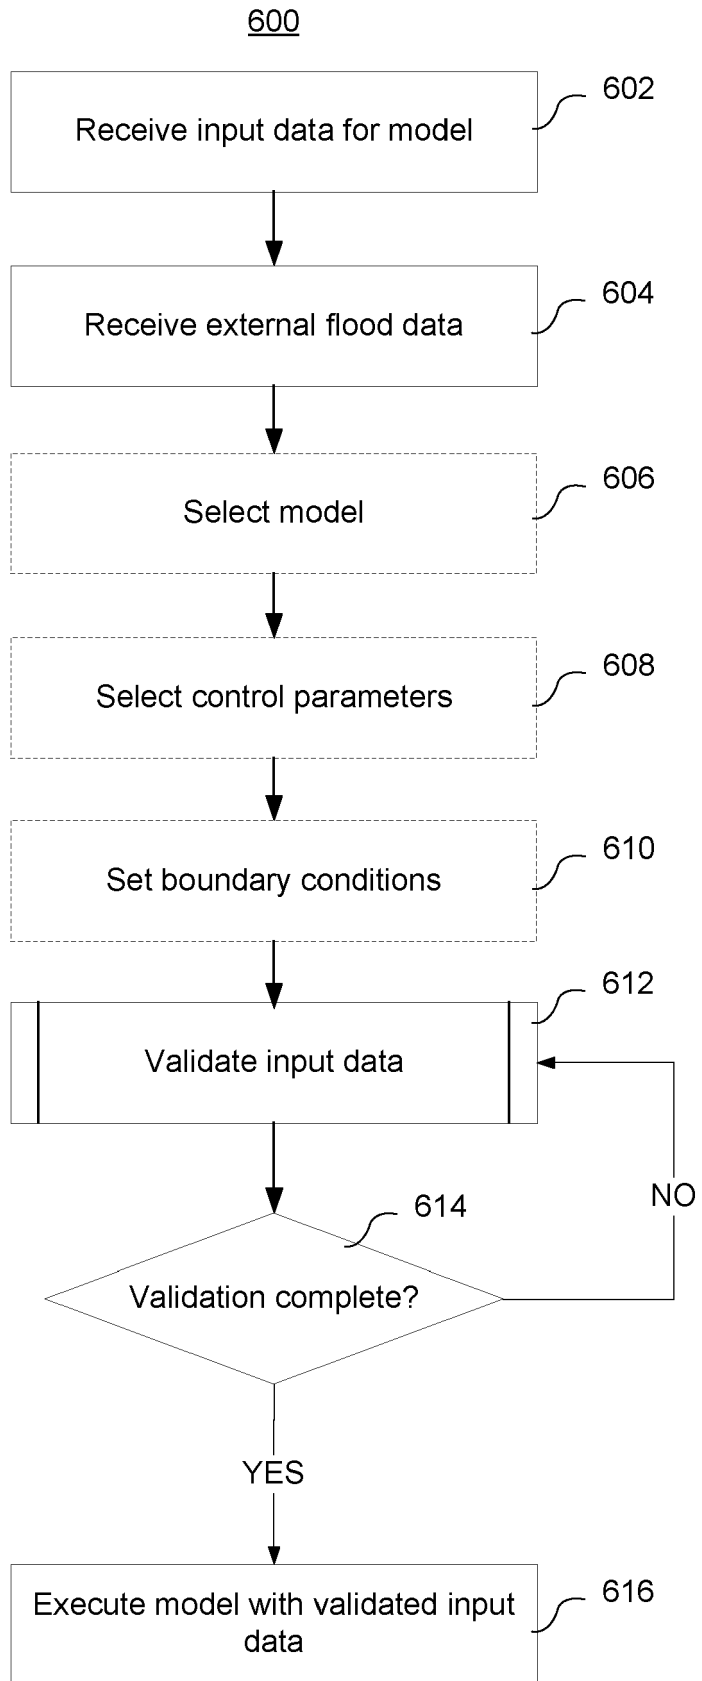 600
602
Receive input data for model
604
Receive external flood data
606
Select model
608
Select control parameters
610
Set boundary conditions
612
Validate input data
NO
614
Validation complete?
YES
616
Execute model with validated input
data